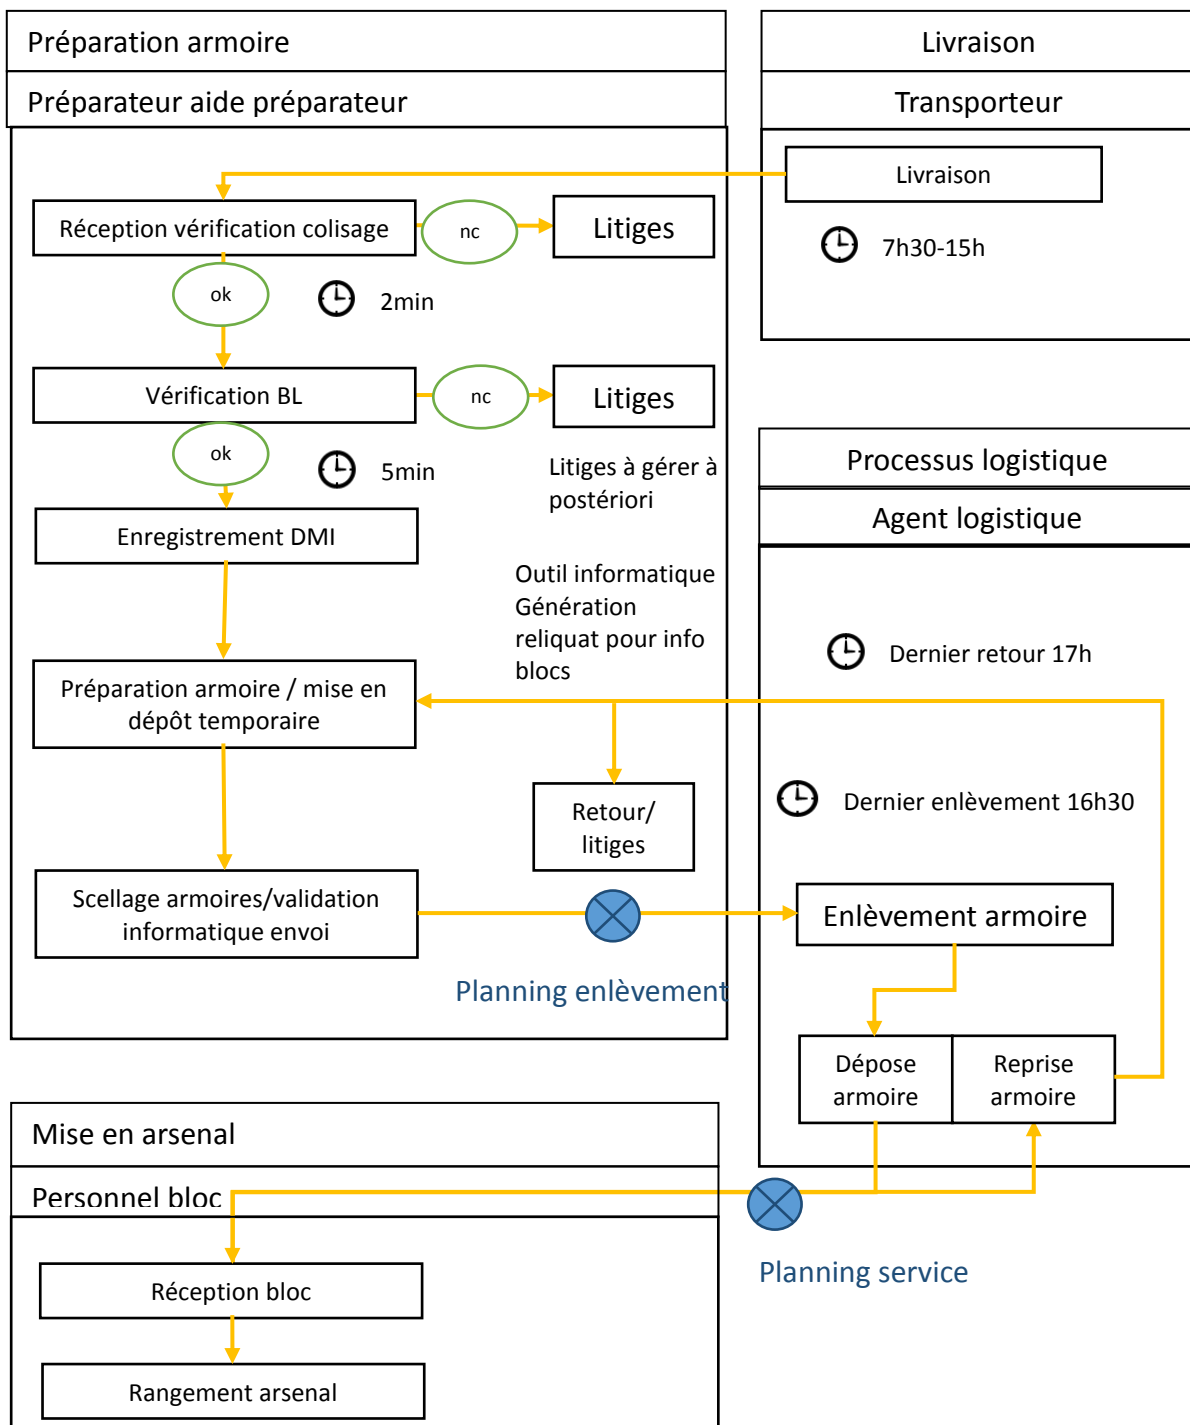 Préparation armoire
Préparateur aide préparateur
Livraison
Transporteur
Livraison
7h30-15h
Réception vérification colisage
nc
Litiges
ok
2min
Vérification BL
nc
Litiges
ok
5min
Litiges à gérer à
postériori
Enregistrement DMI
Outil informatique
Génération
reliquat pour info
blocs
Préparation armoire / mise en
dépôt temporaire
Retour/
litiges
Scellage armoires/validation
informatique envoi
Planning enlèvement
Processus logistique
Agent logistique
Dernier retour 17h
Dernier enlèvement 16h30
Enlèvement armoire
Dépose
armoire
Reprise
armoire
Mise en arsenal
Personnel bloc
Planning service
Réception bloc
Rangement arsenal